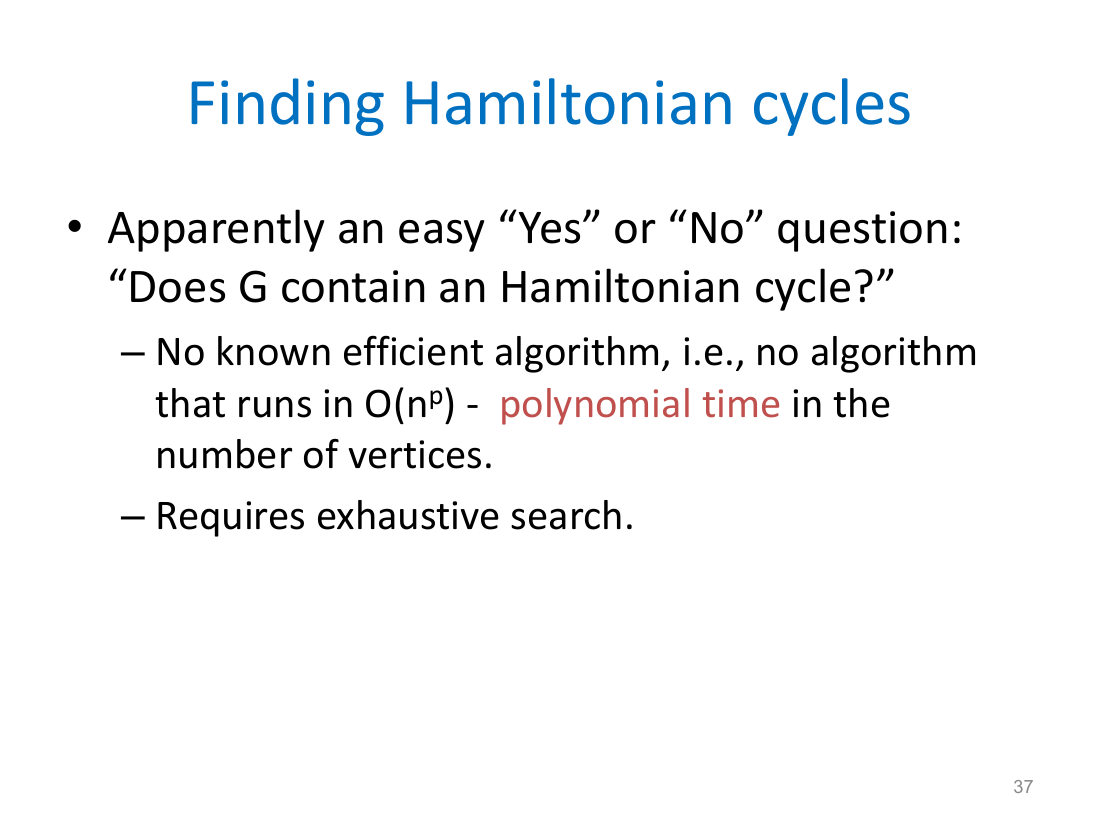 Finding Hamiltonian cycles
• Apparently an easy “Yes” or “No” question:
“Does G contain an Hamiltonian cycle?”
– No known efficient algorithm, i.e., no algorithm
that runs in O(nᵖ) - polynomial time in the
number of vertices.
– Requires exhaustive search.
37